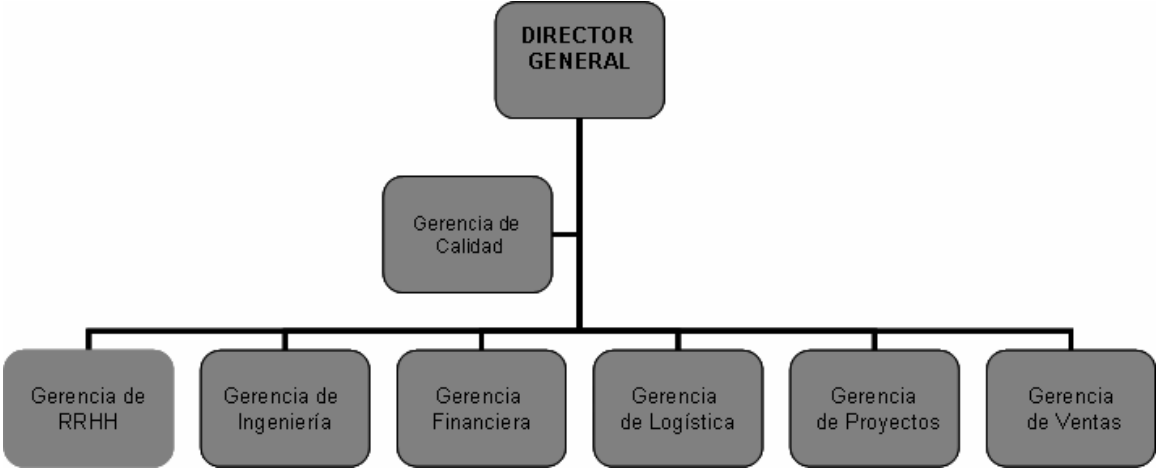 DIRECTOR
GENERAL
Gerencia de
Calidad
Gerencia de
RRHH
Gerencia de
Ingeniería
Gerencia
Financiera
Gerencia
de Logística
Gerencia
de Proyectos
Gerencia
de Ventas